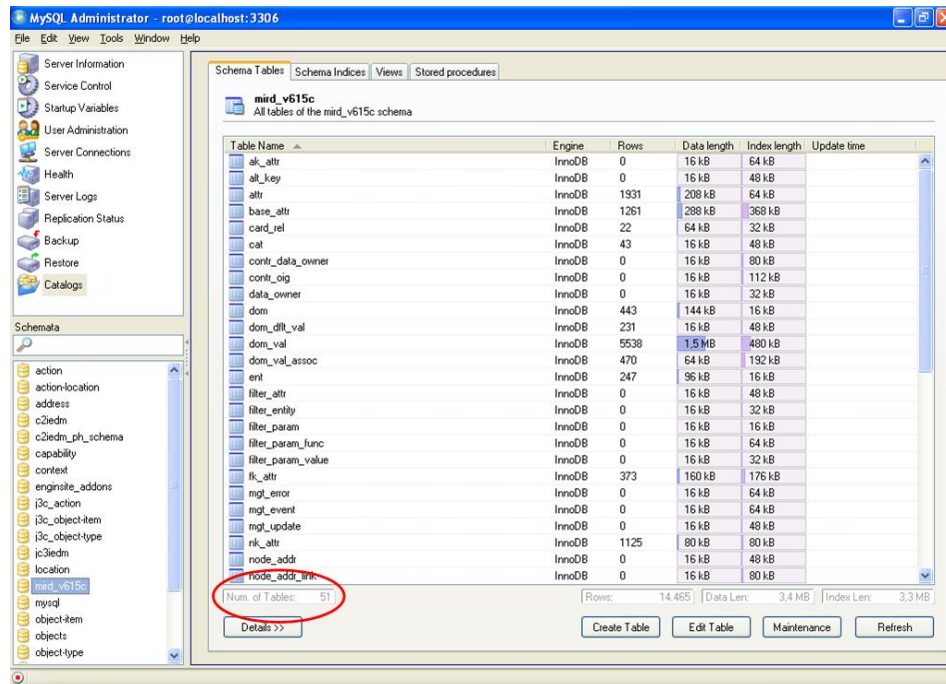 MySQL Administrator - root@localhost:3306
File Edit View Tools Window Help
Server Information
Service Control
Startup Variables
User Administration
Server Connections
Health
Server Logs
Replication Status
Backup
Restore
Catalogs
Schemata
action
action-location
address
c2iedm
c2iedm_ph_schema
capability
context
enginsite_addons
j3c_action
j3c_object-item
j3c_object-type
jc3iedm
location
mird_v615c
mysql
object-item
objects
object-type
Schema Tables Schema Indices Views Stored procedures
mird_v615c
All tables of the mird_v615c schema
Table Name Engine Rows Data length Index length Update time
ak_attr InnoDB 0 16 kB 64 kB
alt_key InnoDB 0 16 kB 48 kB
attr InnoDB 1931 208 kB 64 kB
base_attr InnoDB 1261 288 kB 368 kB
card_rel InnoDB 22 64 kB 32 kB
cat InnoDB 43 16 kB 48 kB
contr_data_owner InnoDB 0 16 kB 80 kB
contr_oig InnoDB 0 16 kB 112 kB
data_owner InnoDB 0 16 kB 32 kB
dom InnoDB 443 144 kB 16 kB
dom_dflt_val InnoDB 231 16 kB 48 kB
dom_val InnoDB 5538 1,5 MB 480 kB
dom_val_assoc InnoDB 470 64 kB 192 kB
ent InnoDB 247 96 kB 16 kB
filter_attr InnoDB 0 16 kB 48 kB
filter_entity InnoDB 0 16 kB 32 kB
filter_param InnoDB 0 16 kB 16 kB
filter_param_func InnoDB 0 16 kB 64 kB
filter_param_value InnoDB 0 16 kB 32 kB
fk_attr InnoDB 373 160 kB 176 kB
mgt_error InnoDB 0 16 kB 64 kB
mgt_event InnoDB 0 16 kB 64 kB
mgt_update InnoDB 0 16 kB 48 kB
nk_attr InnoDB 1125 80 kB 80 kB
node_addr InnoDB 0 16 kB 48 kB
node_addr_link InnoDB 0 16 kB 80 kB
Num. of Tables: 51 Rows: 14.465 Data Len: 3,4 MB Index Len: 3,3 MB
Details >> Create Table Edit Table Maintenance Refresh